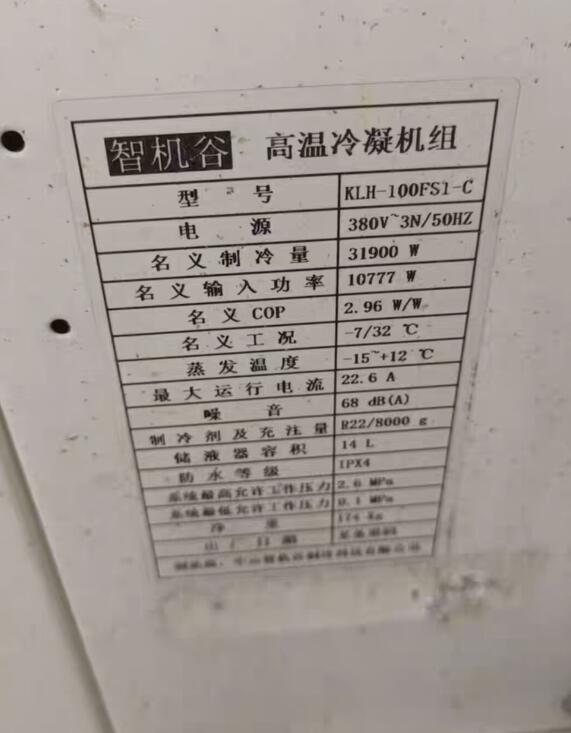 智机谷 高温冷凝机组
型号 KLH-100FS1-C
电源 380V~3N/50HZ
名义制冷量 31900 W
名义输入功率 10777 W
名义COP 2.96 W/W
名义工况 -7/32 ℃
蒸发温度 -15~+12 ℃
最大运行电流 22.6 A
噪音 68 dB(A)
制冷剂及充注量 R22/8000 g
储液器容积 14 L
防水等级 IPX4
系统最高允许工作压力 2.6 MPa
系统最低允许工作压力 0.1 MPa
净重 174 Kg
出厂日期